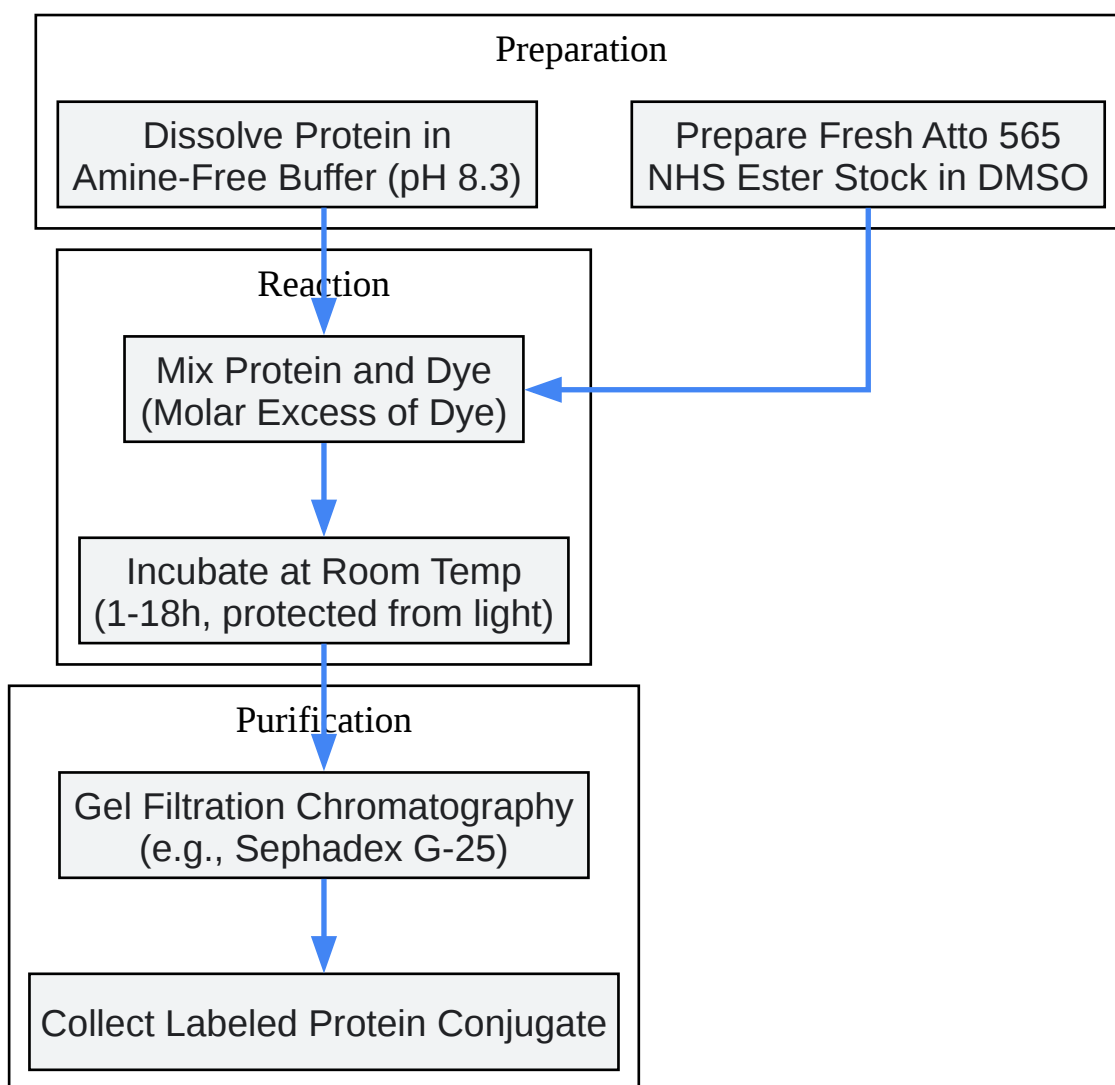 Preparation
Dissolve Protein in
Amine-Free Buffer (pH 8.3)
Prepare Fresh Atto 565
NHS Ester Stock in DMSO
Reaction
Mix Protein and Dye
(Molar Excess of Dye)
Incubate at Room Temp
(1-18h, protected from light)
Purification
Gel Filtration Chromatography
(e.g., Sephadex G-25)
Collect Labeled Protein Conjugate